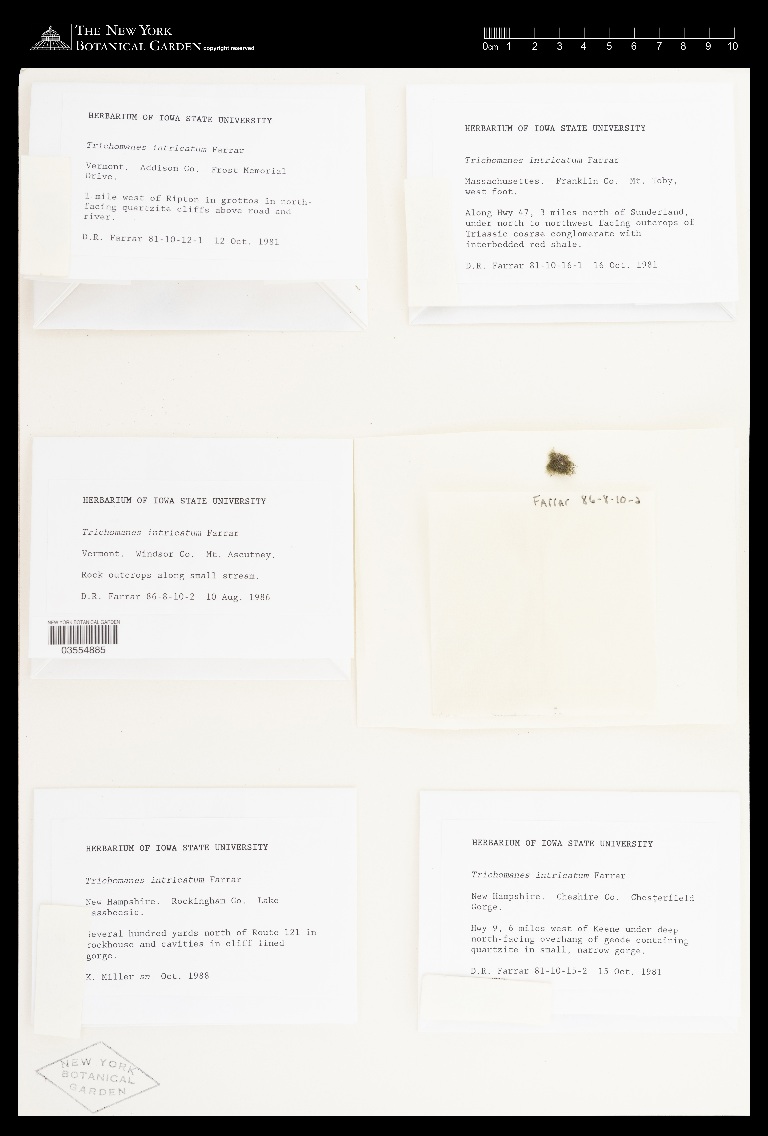 THE NEW YORK
BOTANICAL GARDEN copyright reserved
0cm 1 2 3 4 5 6 7 8 9 10
HERBARIUM OF IOWA STATE UNIVERSITY
Trichomanes intricatum Farrar
Vermont. Addison Co. Frost Memorial
Drive.
1 mile west of Ripton in grottos in north-
facing quartzite cliffs above road and
river.
D.R. Farrar 81-10-12-1 12 Oct. 1981
HERBARIUM OF IOWA STATE UNIVERSITY
Trichomanes intricatum Farrar
Massachusettes. Franklin Co. Mt. Toby,
west foot.
Along Hwy 47, 3 miles north of Sunderland,
under north to northwest facing outcrops of
Triassic coarse conglomerate with
interbedded red shale.
D.R. Farrar 81-10-16-1 16 Oct. 1981
HERBARIUM OF IOWA STATE UNIVERSITY
Trichomanes intricatum Farrar
Vermont. Windsor Co. Mt. Ascutney.
Rock outcrops along small stream.
D.R. Farrar 86-8-10-2 10 Aug. 1986
NEW YORK BOTANICAL GARDEN
03554885
Farrar 86-8-10-2
HERBARIUM OF IOWA STATE UNIVERSITY
Trichomanes intricatum Farrar
New Hampshire. Rockingham Co. Lake
Several hundred yards north of Route 121 in
rockhouse and cavities in cliff lined
gorge.
K. Miller sn Oct. 1988
HERBARIUM OF IOWA STATE UNIVERSITY
Trichomanes intricatum Farrar
New Hampshire. Cheshire Co. Chesterfield
Gorge.
Hwy 9, 6 miles west of Keene under deep
north-facing overhang of geode containing
quartzite in small, narrow gorge.
D.R. Farrar 81-10-15-2 15 Oct. 1981
NEW YORK
BOTANICAL
GARDEN